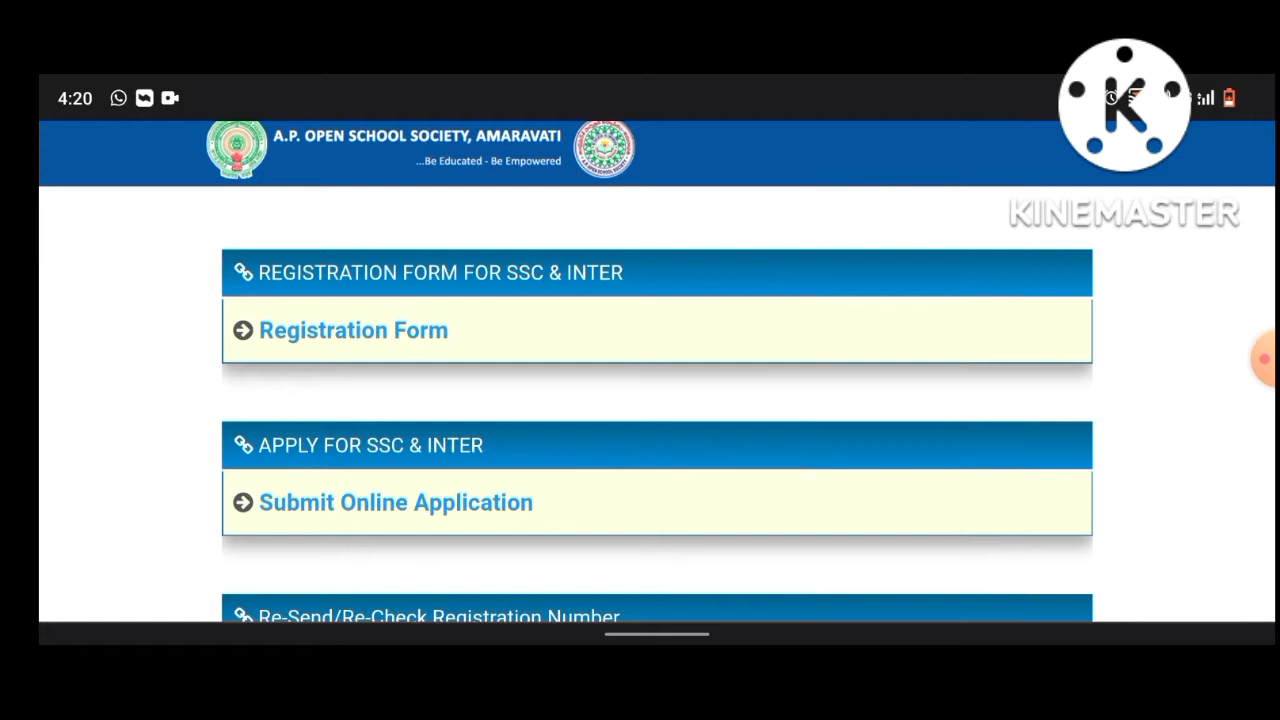 4:20
KINEMASTER
A.P. OPEN SCHOOL SOCIETY, AMARAVATI
...Be Educated - Be Empowered
REGISTRATION FORM FOR SSC & INTER
Registration Form
APPLY FOR SSC & INTER
Submit Online Application
Re-Send/Re-Check Registration Number